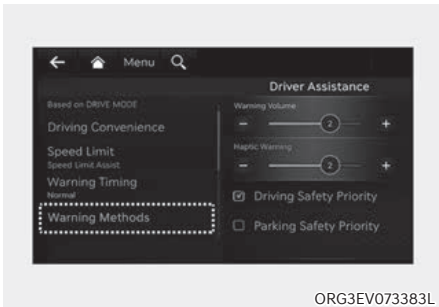 Menu
Driver Assistance
Based on DRIVE MODE
Driving Convenience
Speed Limit
Speed Limit Assist
Warning Timing
Normal
Warning Methods
Warning Volume
- 2 +
Haptic Warning
- 2 +
Driving Safety Priority
Parking Safety Priority
ORG3EV073383L